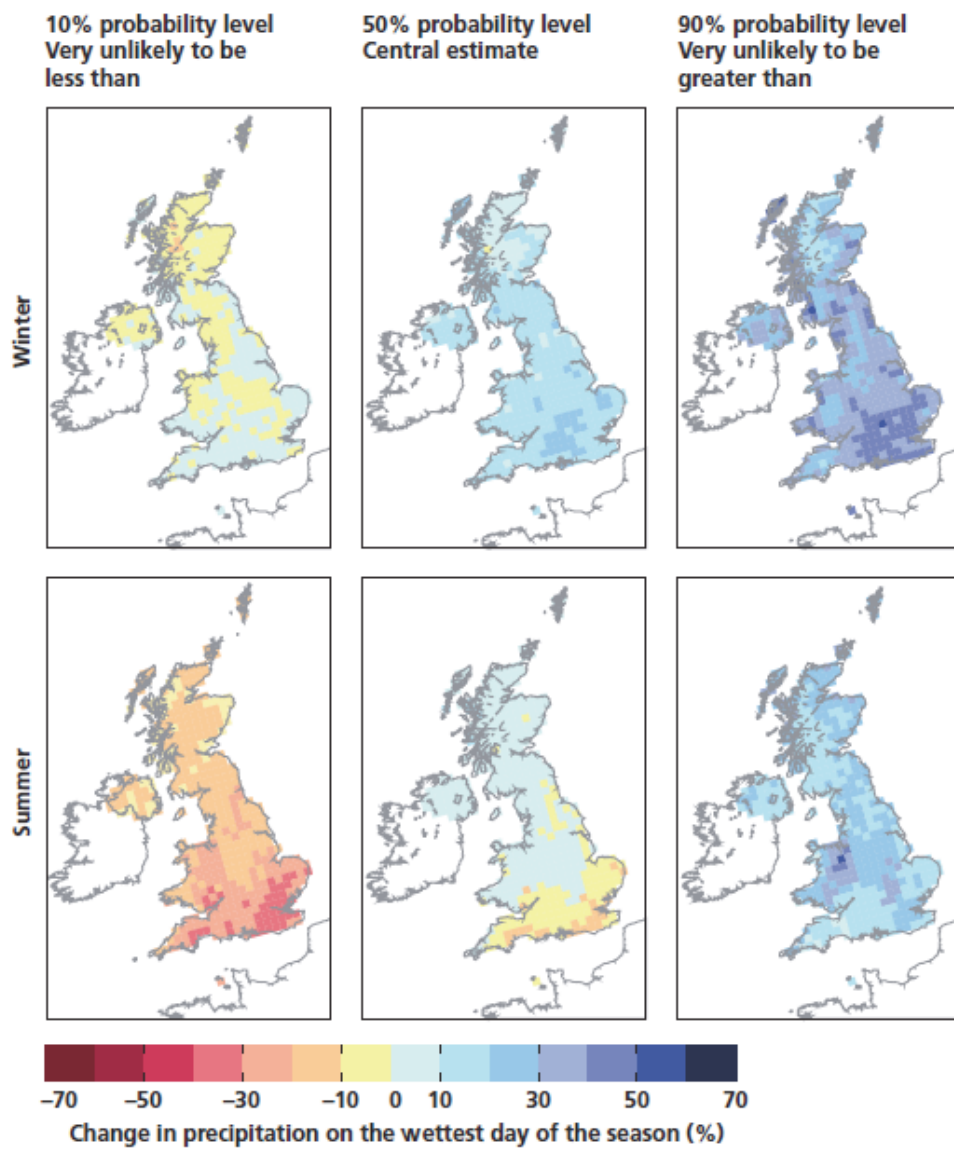 10% probability level
Very unlikely to be
less than
50% probability level
Central estimate
90% probability level
Very unlikely to be
greater than
Winter
Summer
–70 –50 –30 –10 0 10 30 50 70
Change in precipitation on the wettest day of the season (%)